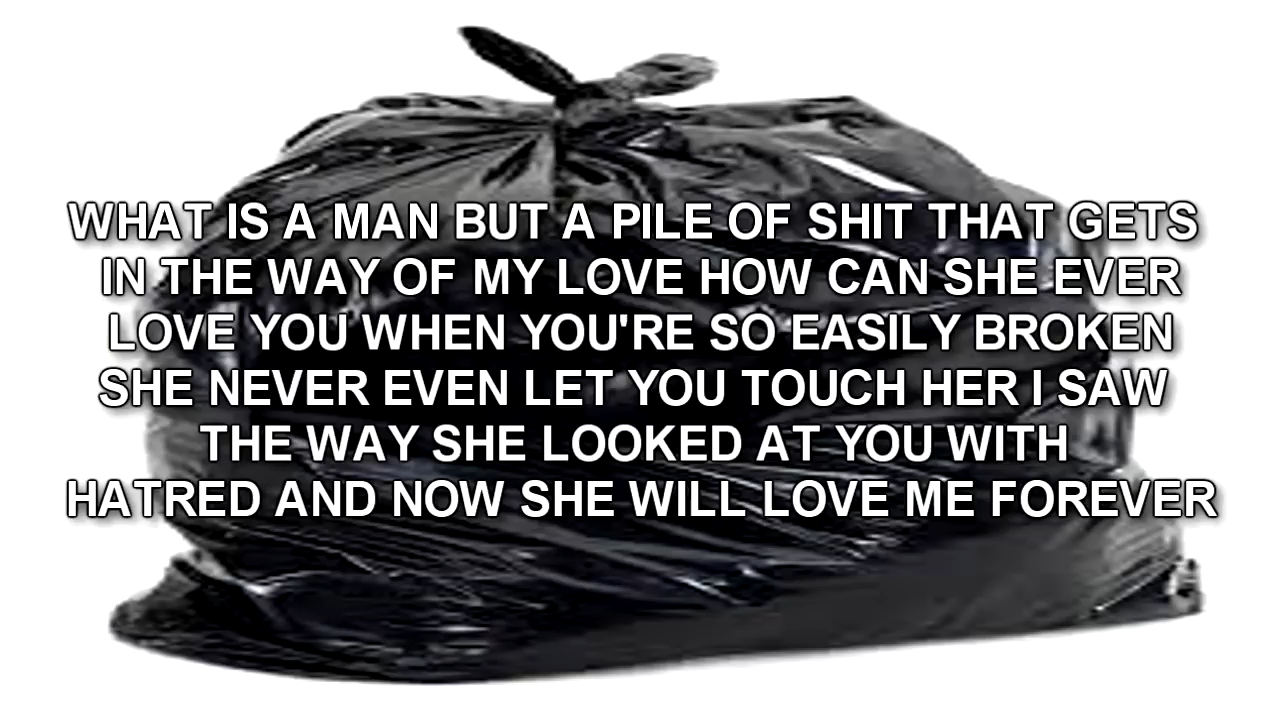 WHAT IS A MAN BUT A PILE OF SHIT THAT GETS
IN THE WAY OF MY LOVE HOW CAN SHE EVER
LOVE YOU WHEN YOU'RE SO EASILY BROKEN
SHE NEVER EVEN LET YOU TOUCH HER I SAW
THE WAY SHE LOOKED AT YOU WITH
HATRED AND NOW SHE WILL LOVE ME FOREVER